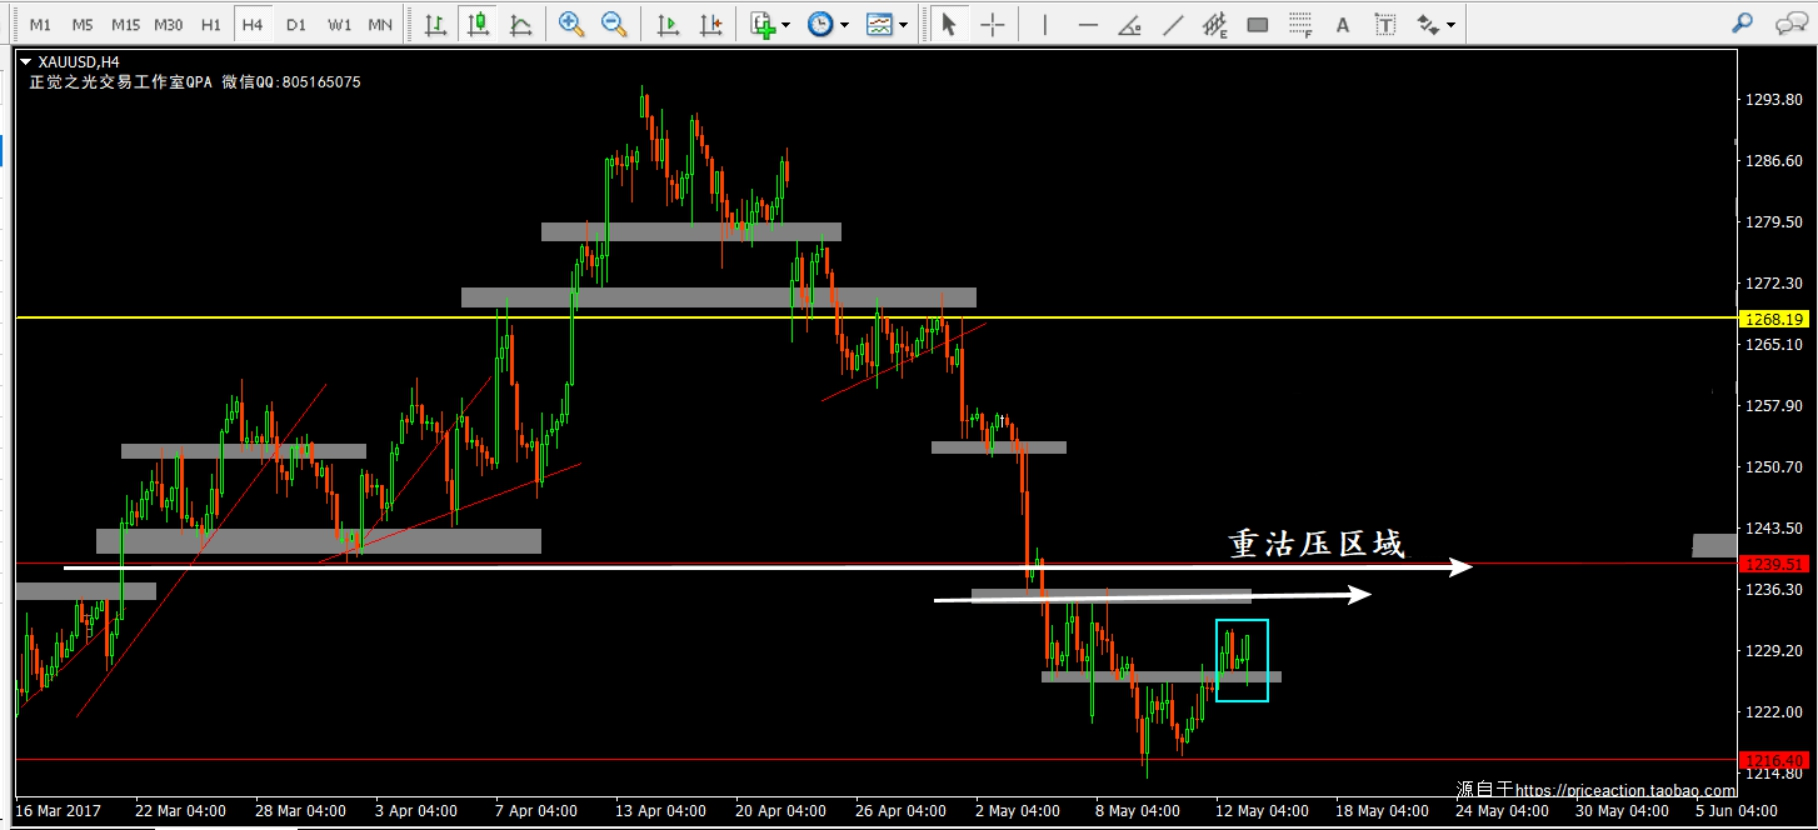 M1 M5 M15 M30 H1 H4 D1 W1 MN
E F A T
XAUUSD,H4
正觉之光交易工作室QPA 微信QQ:805165075
1293.80
1286.60
1279.50
1272.30
1268.19
1265.10
1257.90
1250.70
1243.50
重沽压区域
1239.51
1236.30
1229.20
1222.00
1216.40
1214.80
源自于https://priceaction.taobao.com
16 Mar 2017 22 Mar 04:00 28 Mar 04:00 3 Apr 04:00 7 Apr 04:00 13 Apr 04:00 20 Apr 04:00 26 Apr 04:00 2 May 04:00 8 May 04:00 12 May 04:00 18 May 04:00 24 May 04:00 30 May 04:00 5 Jun 04:00